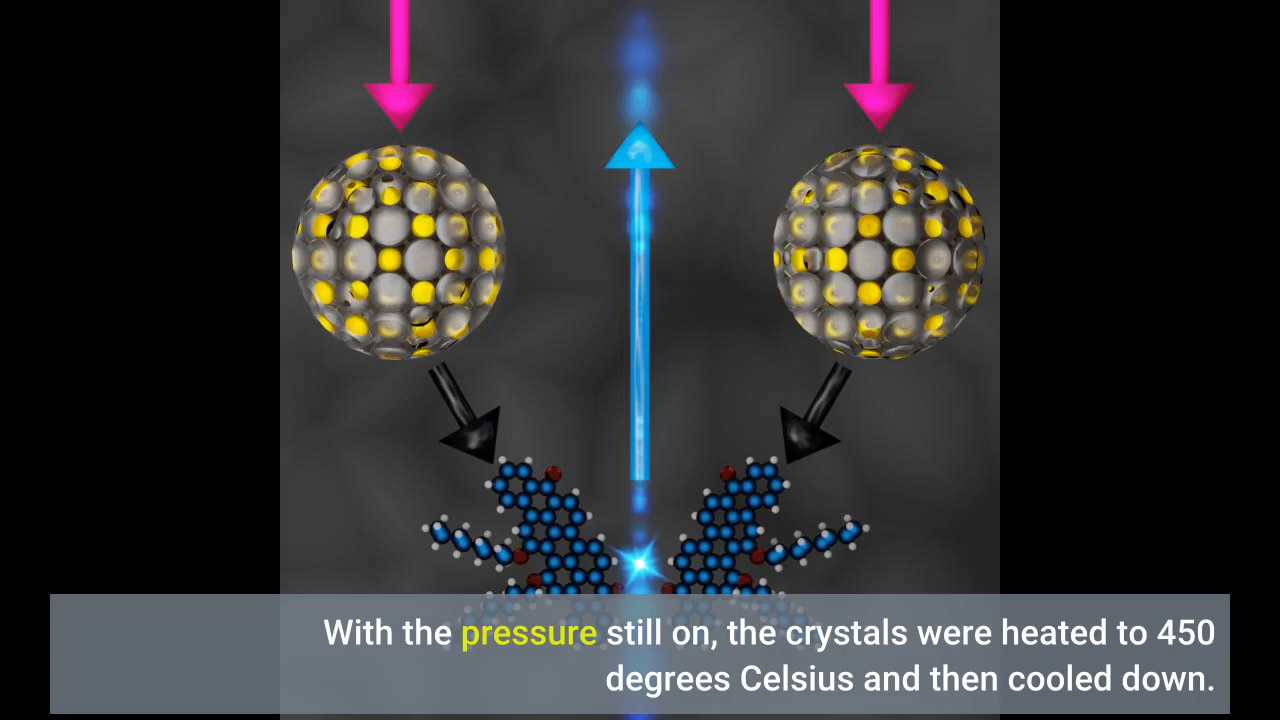 With the pressure still on, the crystals were heated to 450
degrees Celsius and then cooled down.